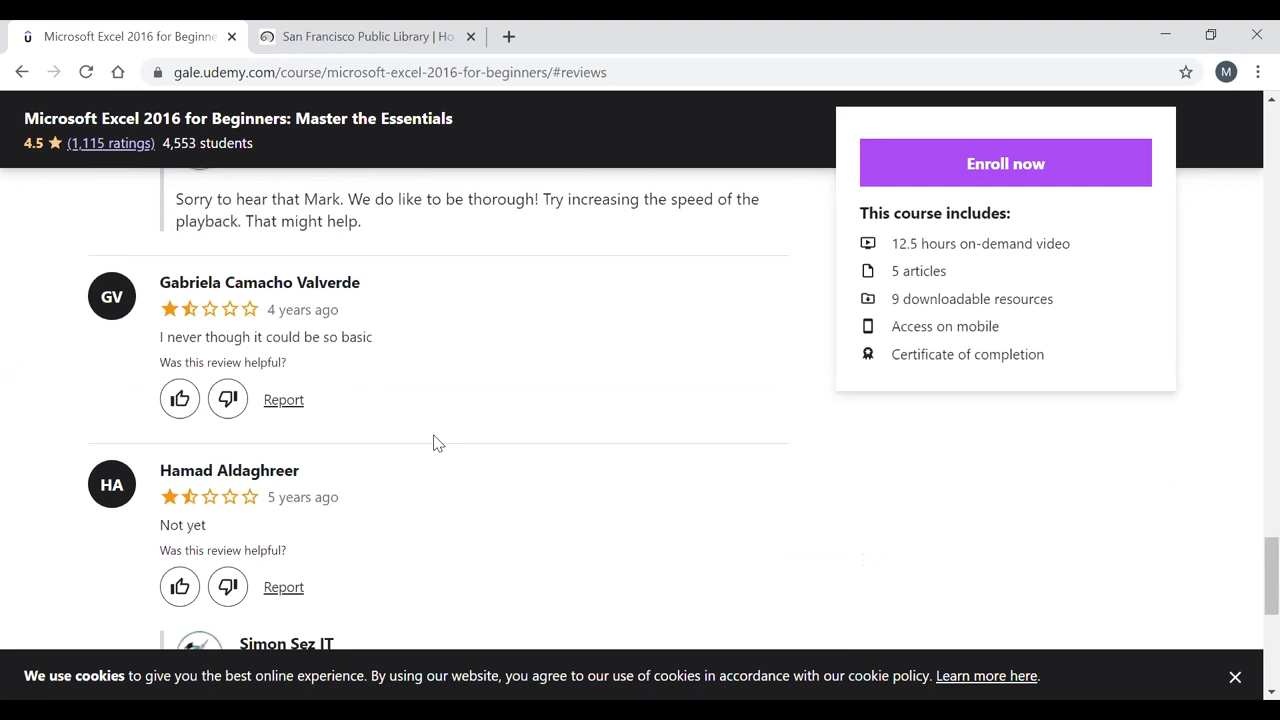 Microsoft Excel 2016 for Beginne
San Francisco Public Library | Ho
gale.udemy.com/course/microsoft-excel-2016-for-beginners/#reviews
M
Microsoft Excel 2016 for Beginners: Master the Essentials
4.5 ★ (1,115 ratings) 4,553 students
Enroll now
This course includes:
12.5 hours on-demand video
5 articles
9 downloadable resources
Access on mobile
Certificate of completion
Sorry to hear that Mark. We do like to be thorough! Try increasing the speed of the
playback. That might help.
GV
Gabriela Camacho Valverde
4 years ago
I never though it could be so basic
Was this review helpful?
Report
HA
Hamad Aldaghreer
5 years ago
Not yet
Was this review helpful?
Report
Simon Sez IT
We use cookies to give you the best online experience. By using our website, you agree to our use of cookies in accordance with our cookie policy. Learn more here.